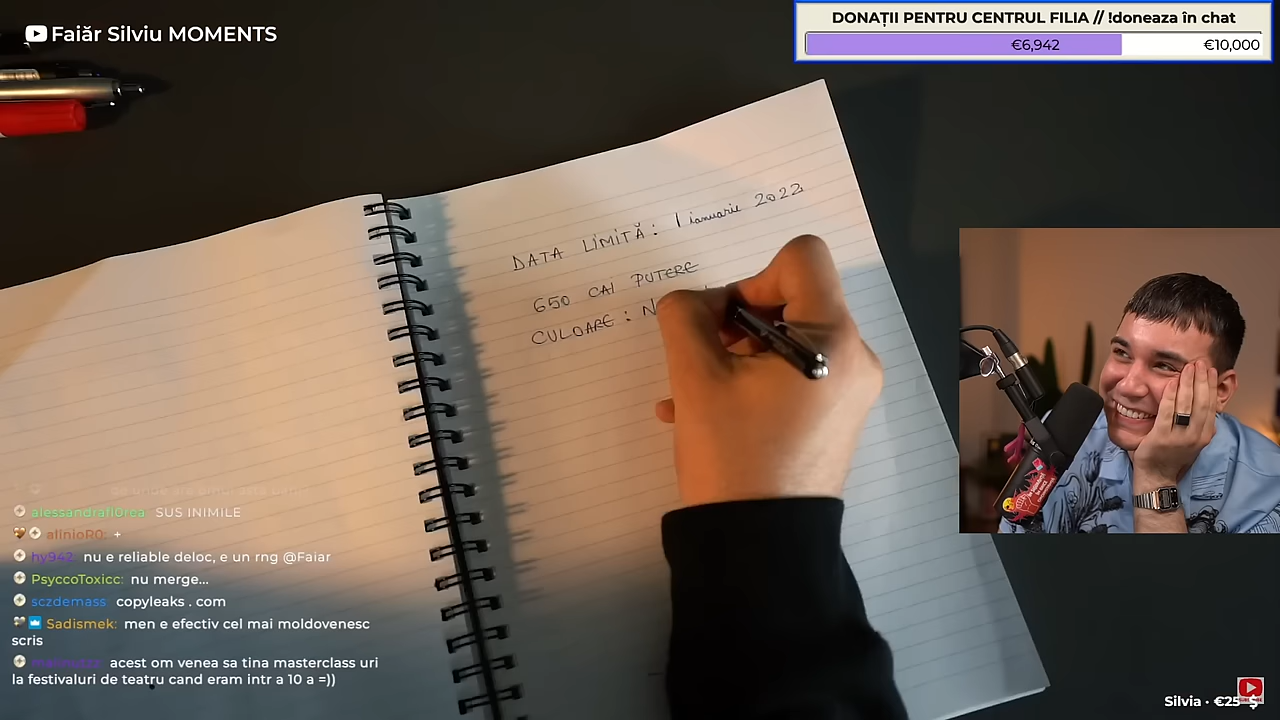 Faiăr Silviu MOMENTS
DONAȚII PENTRU CENTRUL FILIA // !doneaza în chat
€6,942
€10,000
DATA LIMITĂ: 1 ianuarie 2022
650 CAI PUTERE
CULOARE: N
alessandrafl0rea: SUS INIMILE
alinioR0: +
hy942: nu e reliable deloc, e un rng @Faiar
PsyccoToxicc: nu merge...
sczdemass: copyleaks . com
Sadismek: men e efectiv cel mai moldovenesc
scris
acest om venea sa tina masterclass uri
la festivaluri de teatru cand eram intr a 10 a =))
Silvia · €25